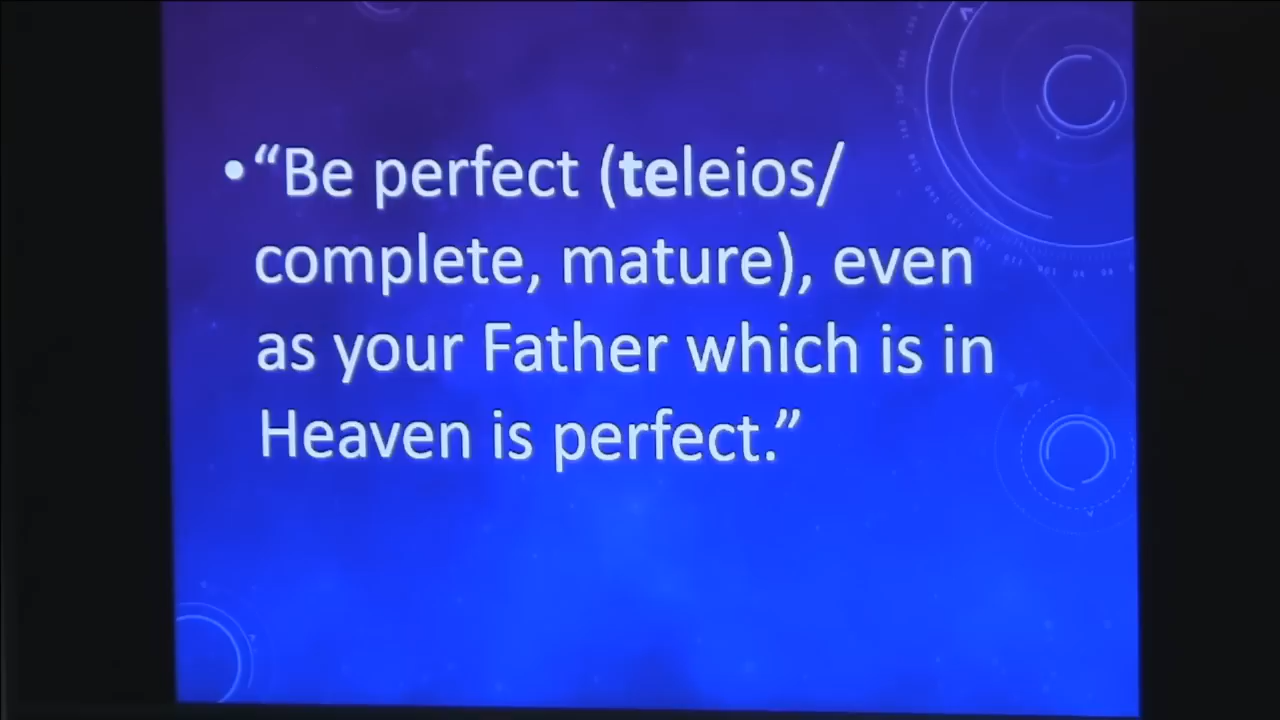 •“Be perfect (teleios/
complete, mature), even
as your Father which is in
Heaven is perfect.”